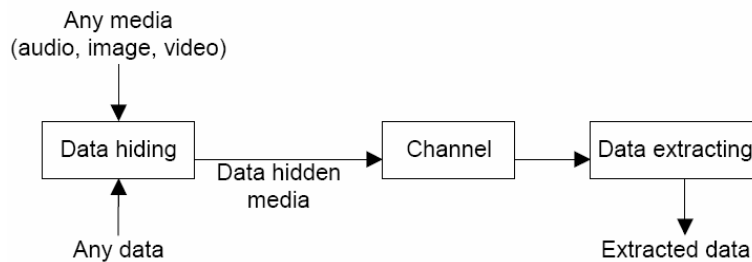 Any media
(audio, image, video)
Data hiding
Data hidden
media
Channel
Data extracting
Any data
Extracted data